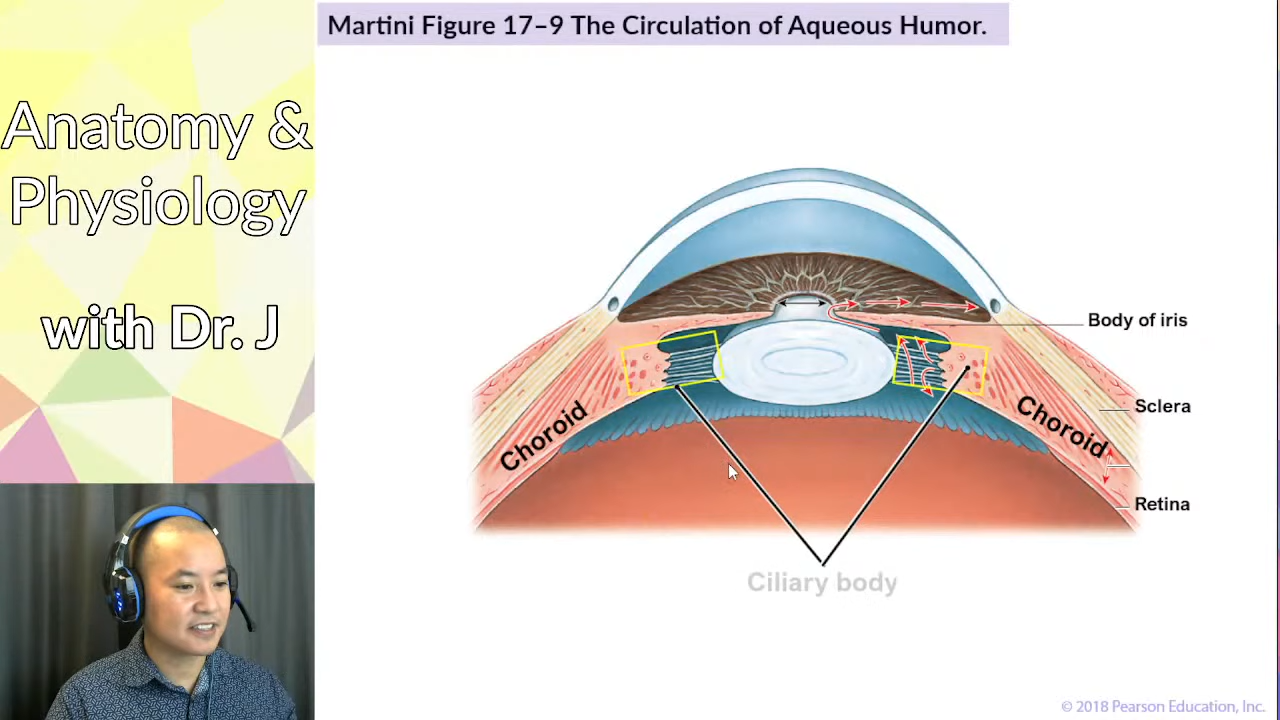 Martini Figure 17–9 The Circulation of Aqueous Humor.
Anatomy &
Physiology
with Dr. J
Body of iris
Sclera
Choroid
Choroid
Retina
Ciliary body
© 2018 Pearson Education, Inc.